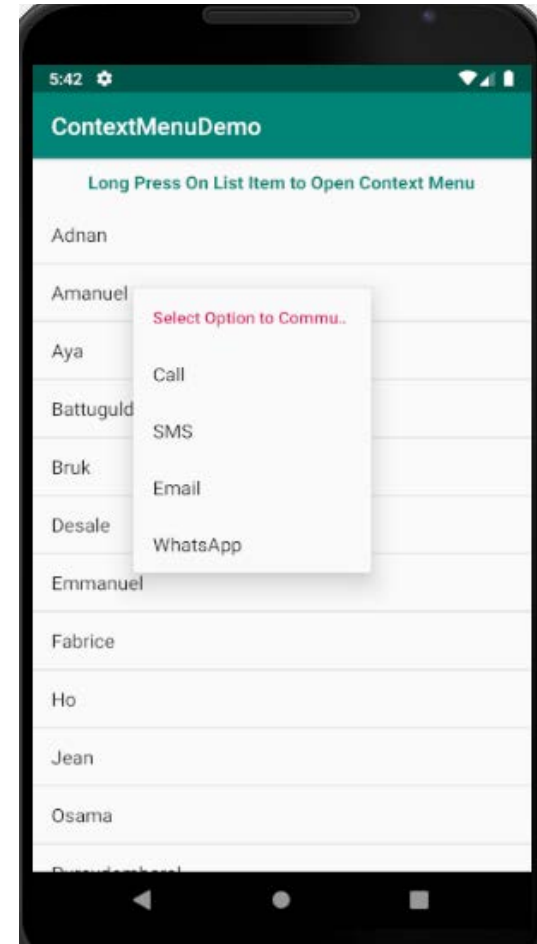 5:42
ContextMenuDemo
Long Press On List Item to Open Context Menu
Adnan
Amanuel
Select Option to Commu..
Aya
Call
Battuguld
SMS
Bruk
Email
Desale
WhatsApp
Emmanuel
Fabrice
Ho
Jean
Osama